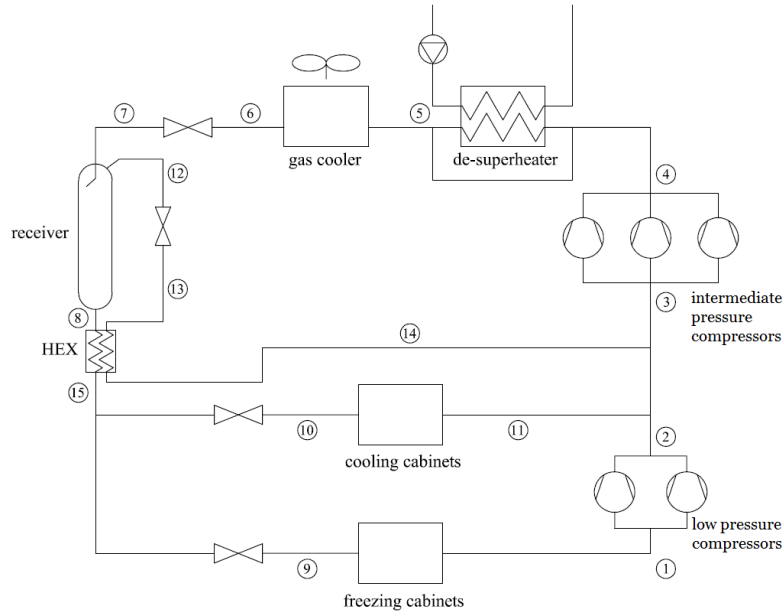 7
6
5
gas cooler
de-superheater
12
4
receiver
13
8
3
intermediate
pressure
compressors
14
HEX
15
10
11
2
cooling cabinets
low pressure
compressors
9
1
freezing cabinets